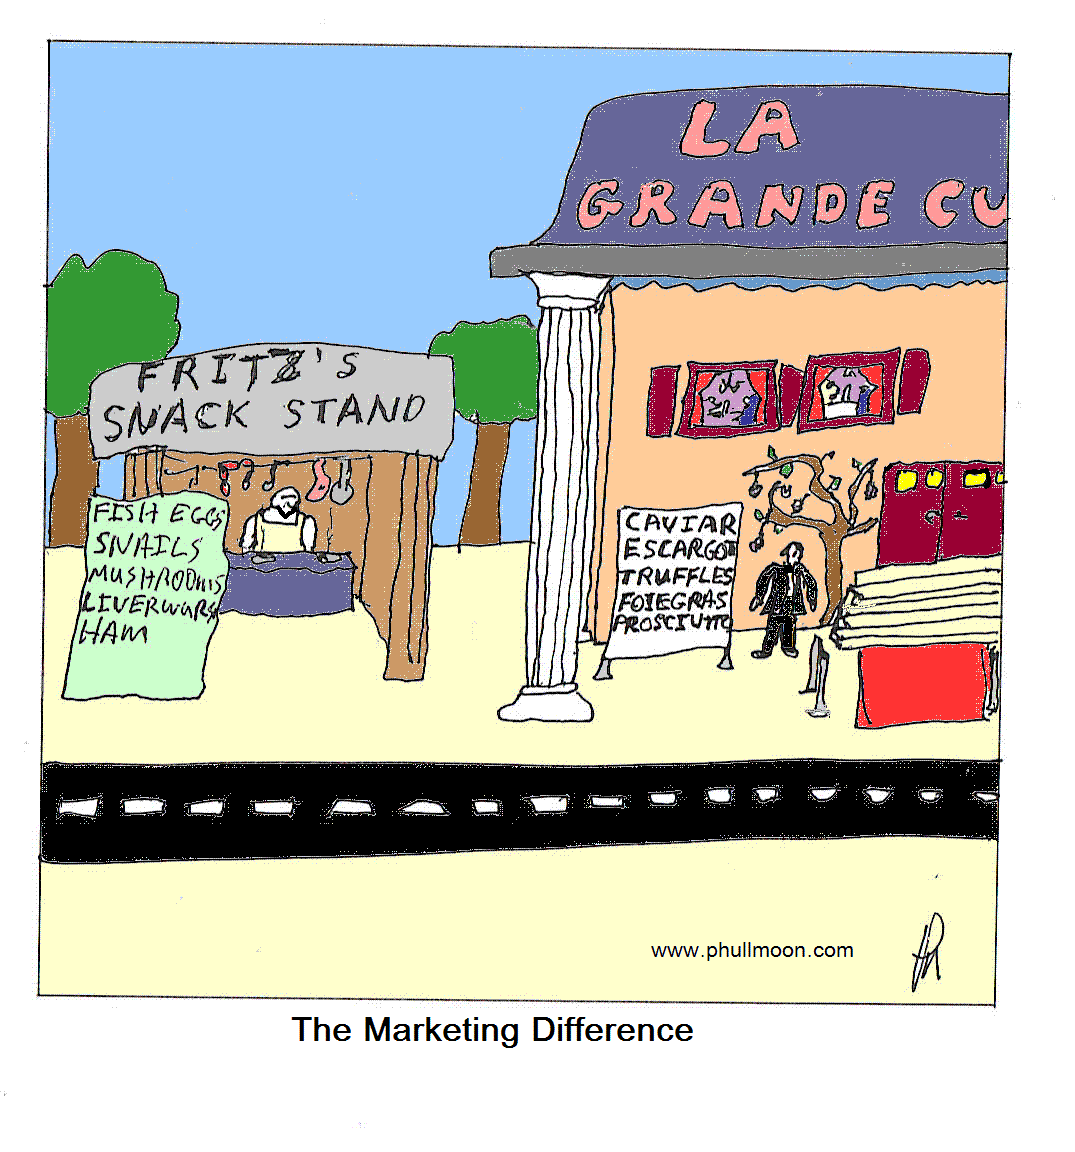 LA
GRANDE CU
FRITZ'S
SNACK STAND
FISH EGGS
SNAILS
MUSHROOMS
LIVERWURS
HAM
CAVIAR
ESCARGOT
TRUFFLES
FOIEGRAS
PROSCIUTTO
www.phullmoon.com
The Marketing Difference